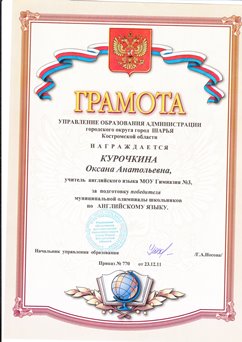 ГРАМОТА
УПРАВЛЕНИЕ ОБРАЗОВАНИЯ АДМИНИСТРАЦИИ
городского округа город ШАРЬЯ
Костромской области
НАГРАЖДАЕТСЯ
КУРОЧКИНА
Оксана Анатольевна,
учитель английского языка МОУ Гимназии №3,
за подготовку победителя
муниципальной олимпиады школьников
по АНГЛИЙСКОМУ ЯЗЫКУ.
Начальник управления образования
Приказ № 770 от 23.12.11